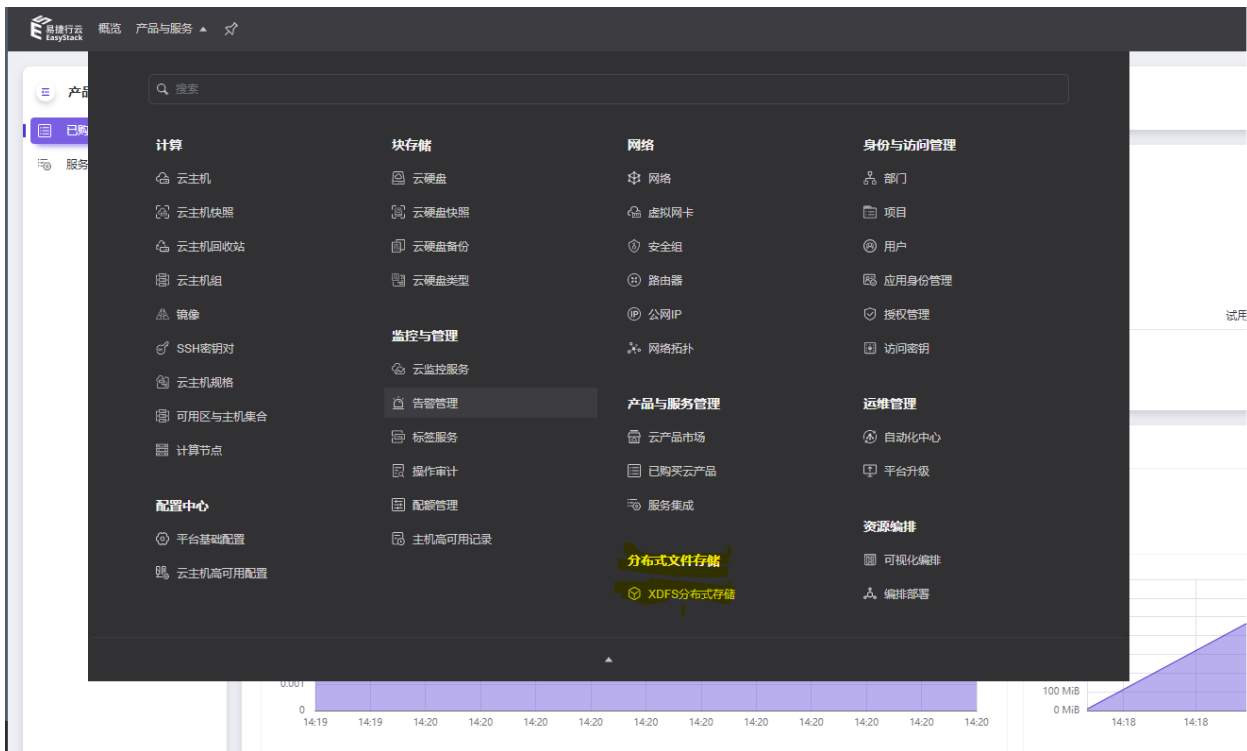 易捷行云
EasyStack
概览
产品与服务
产品
已购
服务
搜索
计算
云主机
云主机快照
云主机回收站
云主机组
镜像
SSH密钥对
云主机规格
可用区与主机集合
计算节点
配置中心
平台基础配置
云主机高可用配置
块存储
云硬盘
云硬盘快照
云硬盘备份
云硬盘类型
监控与管理
云监控服务
告警管理
标签服务
操作审计
配额管理
主机高可用记录
网络
网络
虚拟网卡
安全组
路由器
公网IP
网络拓扑
产品与服务管理
云产品市场
已购买云产品
服务集成
分布式文件存储
XDFS分布式存储
身份与访问管理
部门
项目
用户
应用身份管理
授权管理
访问密钥
运维管理
自动化中心
平台升级
资源编排
可视化编排
编排部署
试用
0.001
0
14:19 14:19 14:20 14:20 14:20 14:20 14:20 14:20 14:20 14:20 14:20 14:20 14:20
100 MiB
0 MiB
14:18 14:18